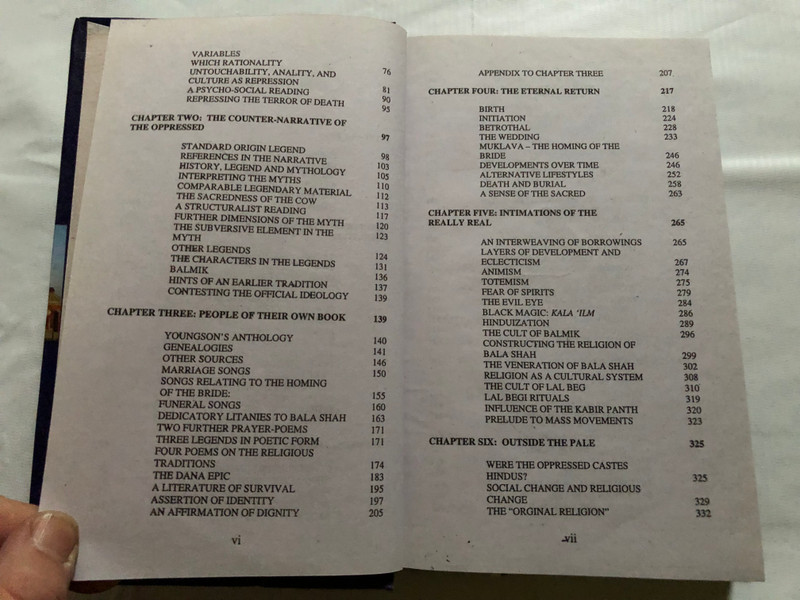 VARIABLES
WHICH RATIONALITY
UNTOUCHABILITY, ANALITY, AND 76
CULTURE AS REPRESSION
A PSYCHO-SOCIAL READING 81
REPRESSING THE TERROR OF DEATH 90
95
CHAPTER TWO: THE COUNTER-NARRATIVE OF
THE OPPRESSED
97
STANDARD ORIGIN LEGEND
REFERENCES IN THE NARRATIVE 98
HISTORY, LEGEND AND MYTHOLOGY 103
INTERPRETING THE MYTHS 105
COMPARABLE LEGENDARY MATERIAL 110
THE SACREDNESS OF THE COW 112
A STRUCTURALIST READING 113
FURTHER DIMENSIONS OF THE MYTH 117
THE SUBVERSIVE ELEMENT IN THE 120
MYTH 123
OTHER LEGENDS
THE CHARACTERS IN THE LEGENDS 124
BALMIK 131
HINTS OF AN EARLIER TRADITION 136
CONTESTING THE OFFICIAL IDEOLOGY 137
139
CHAPTER THREE: PEOPLE OF THEIR OWN BOOK 139
YOUNGSON'S ANTHOLOGY 140
GENEALOGIES 141
OTHER SOURCES 146
MARRIAGE SONGS 150
SONGS RELATING TO THE HOMING
OF THE BRIDE: 155
FUNERAL SONGS 160
DEDICATORY LITANIES TO BALA SHAH 163
TWO FURTHER PRAYER-POEMS 171
THREE LEGENDS IN POETIC FORM 171
FOUR POEMS ON THE RELIGIOUS
TRADITIONS 174
THE DANA EPIC 183
A LITERATURE OF SURVIVAL 195
ASSERTION OF IDENTITY 197
AN AFFIRMATION OF DIGNITY 205
vi
APPENDIX TO CHAPTER THREE 207
CHAPTER FOUR: THE ETERNAL RETURN 217
BIRTH 218
INITIATION 224
BETROTHAL 228
THE WEDDING 233
MUKLAVA – THE HOMING OF THE
BRIDE 246
DEVELOPMENTS OVER TIME 246
ALTERNATIVE LIFESTYLES 252
DEATH AND BURIAL 258
A SENSE OF THE SACRED 263
CHAPTER FIVE: INTIMATIONS OF THE
REALLY REAL 265
AN INTERWEAVING OF BORROWINGS 265
LAYERS OF DEVELOPMENT AND
ECLECTICISM 267
ANIMISM 274
TOTEMISM 275
FEAR OF SPIRITS 279
THE EVIL EYE 284
BLACK MAGIC: KALA 'ILM 286
HINDUIZATION 289
THE CULT OF BALMIK 296
CONSTRUCTING THE RELIGION OF
BALA SHAH 299
THE VENERATION OF BALA SHAH 302
RELIGION AS A CULTURAL SYSTEM 308
THE CULT OF LAL BEG 310
LAL BEGI RITUALS 319
INFLUENCE OF THE KABIR PANTH 320
PRELUDE TO MASS MOVEMENTS 323
CHAPTER SIX: OUTSIDE THE PALE 325
WERE THE OPPRESSED CASTES
HINDUS? 325
SOCIAL CHANGE AND RELIGIOUS
CHANGE 329
THE "ORGINAL RELIGION" 332
vii